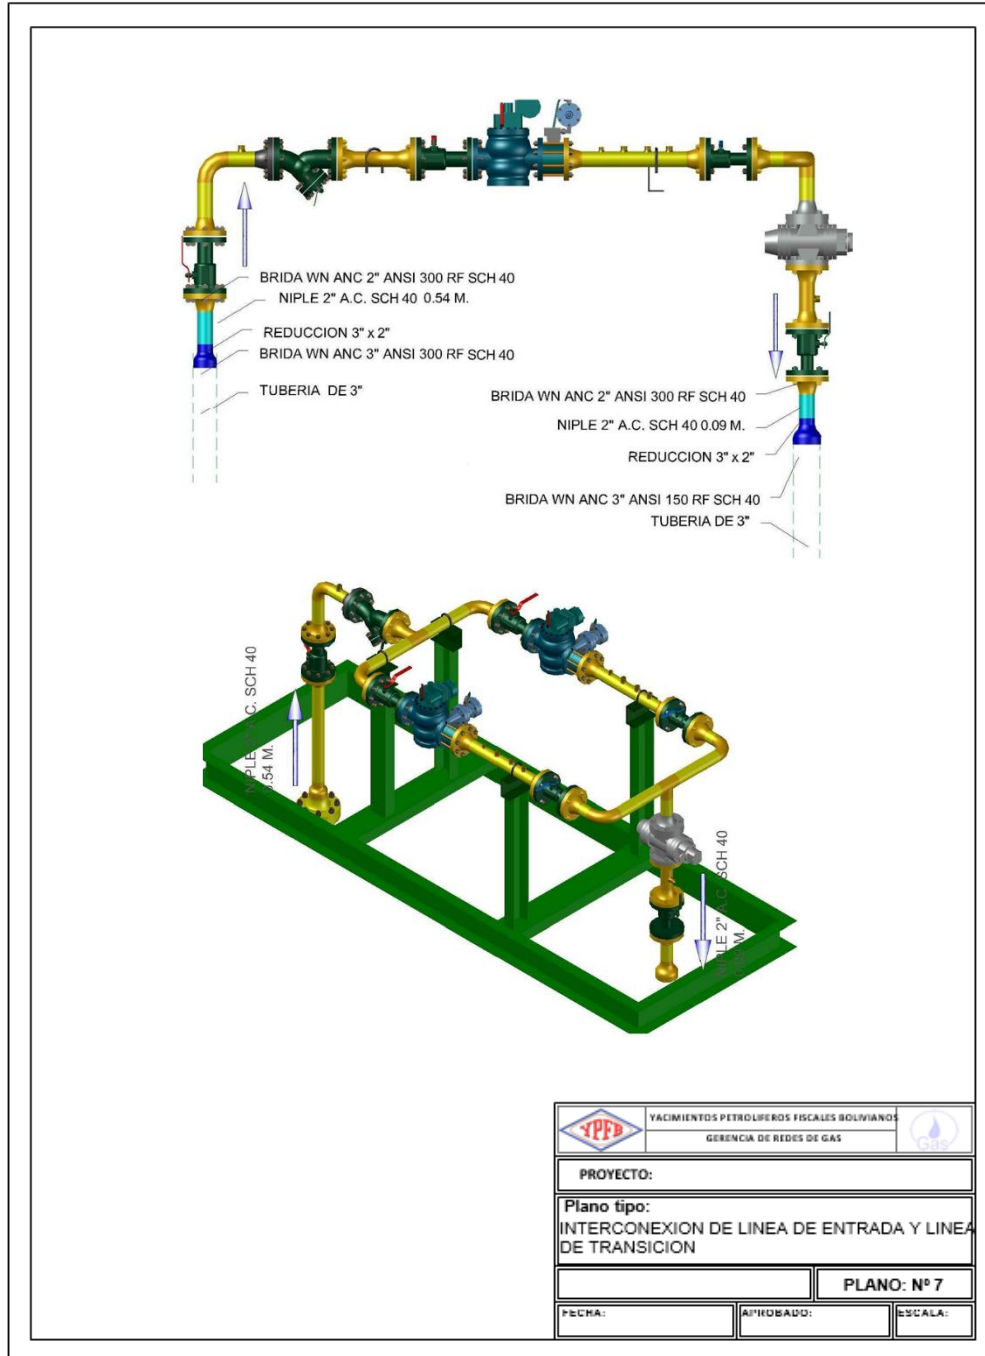 BRIDA WN ANC 2" ANSI 300 RF SCH 40
NIPLE 2" A.C. SCH 40 0.54 M.
REDUCCION 3" x 2"
BRIDA WN ANC 3" ANSI 300 RF SCH 40
TUBERIA DE 3"
BRIDA WN ANC 2" ANSI 300 RF SCH 40
NIPLE 2" A.C. SCH 40 0.09 M.
REDUCCION 3" x 2"
BRIDA WN ANC 3" ANSI 150 RF SCH 40
TUBERIA DE 3"
A.C. SCH 40
M.
NIPLE 2" A.C. SCH 40
M.
YPFB
YACIMIENTOS PETROLIFEROS FISCALES BOLIVIANOS
GERENCIA DE REDES DE GAS
Gas
PROYECTO:
Plano tipo:
INTERCONEXION DE LINEA DE ENTRADA Y LINEA
DE TRANSICION
PLANO: Nº 7
FECHA:
APROBADO:
ESCALA: